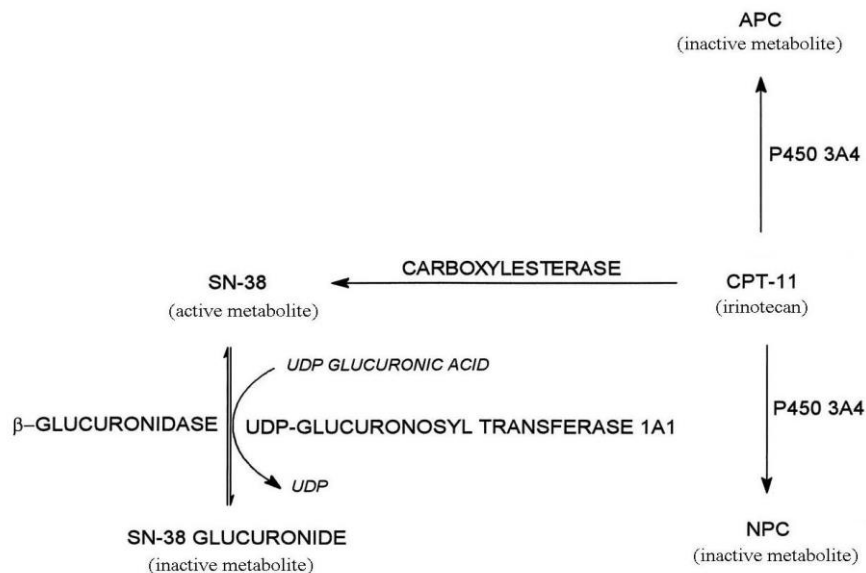 APC
(inactive metabolite)
P450 3A4
CARBOXYLESTERASE
SN-38
(active metabolite)
CPT-11
(irinotecan)
UDP GLUCURONIC ACID
β–GLUCURONIDASE
UDP-GLUCURONOSYL TRANSFERASE 1A1
P450 3A4
UDP
SN-38 GLUCURONIDE
(inactive metabolite)
NPC
(inactive metabolite)